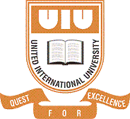 UIU
UNITED INTERNATIONAL UNIVERSITY
QUEST FOR EXCELLENCE